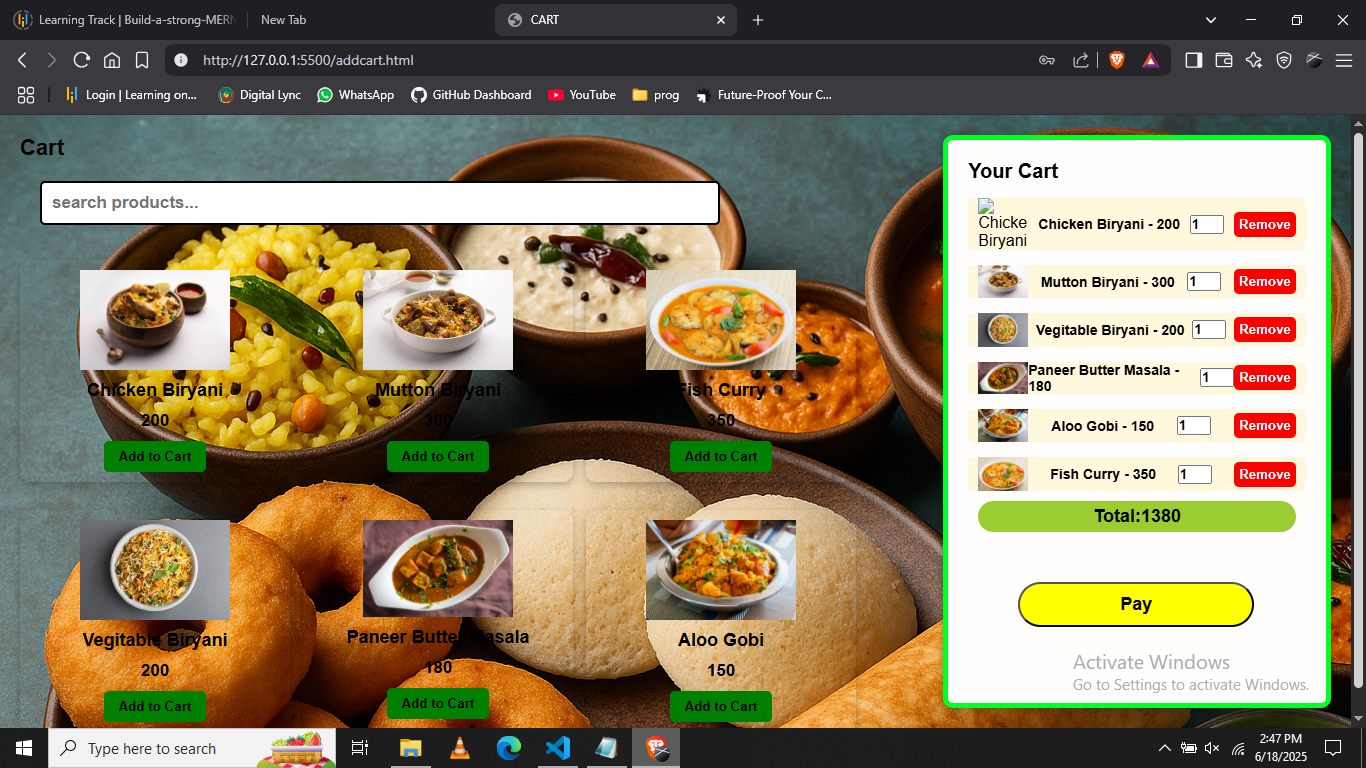 Learning Track | Build-a-strong-MERN
New Tab
CART
http://127.0.0.1:5500/addcart.html
Login | Learning on...
Digital Lync
WhatsApp
GitHub Dashboard
YouTube
prog
Future-Proof Your C...
Cart
search products...
Chicken Biryani
200
Add to Cart
Mutton Biryani
300
Add to Cart
Fish Curry
350
Add to Cart
Vegitable Biryani
200
Add to Cart
Paneer Butter Masala
180
Add to Cart
Aloo Gobi
150
Add to Cart
Your Cart
Chicke
Biryani
Chicken Biryani - 200
1
Remove
Mutton Biryani - 300
1
Remove
Vegitable Biryani - 200
1
Remove
Paneer Butter Masala -
180
1
Remove
Aloo Gobi - 150
1
Remove
Fish Curry - 350
1
Remove
Total:1380
Pay
Activate Windows
Go to Settings to activate Windows.
Type here to search
2:47 PM
6/18/2025